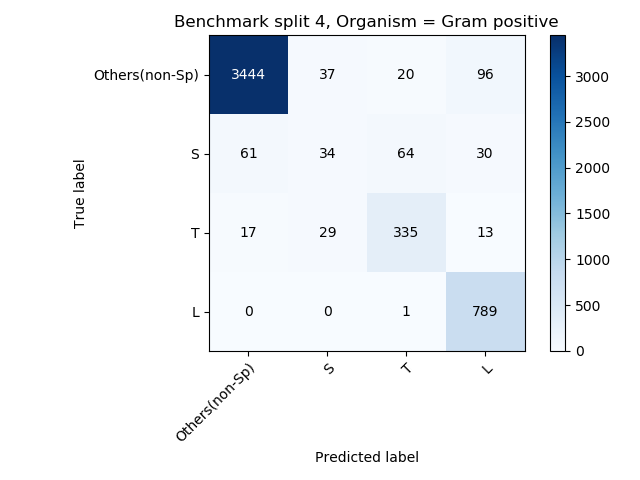 Benchmark split 4, Organism = Gram positive
Others(non-Sp) 3444 37 20 96
S 61 34 64 30
T 17 29 335 13
L 0 0 1 789
True label
Others(non-Sp) S T L
Predicted label
3000
2500
2000
1500
1000
500
0